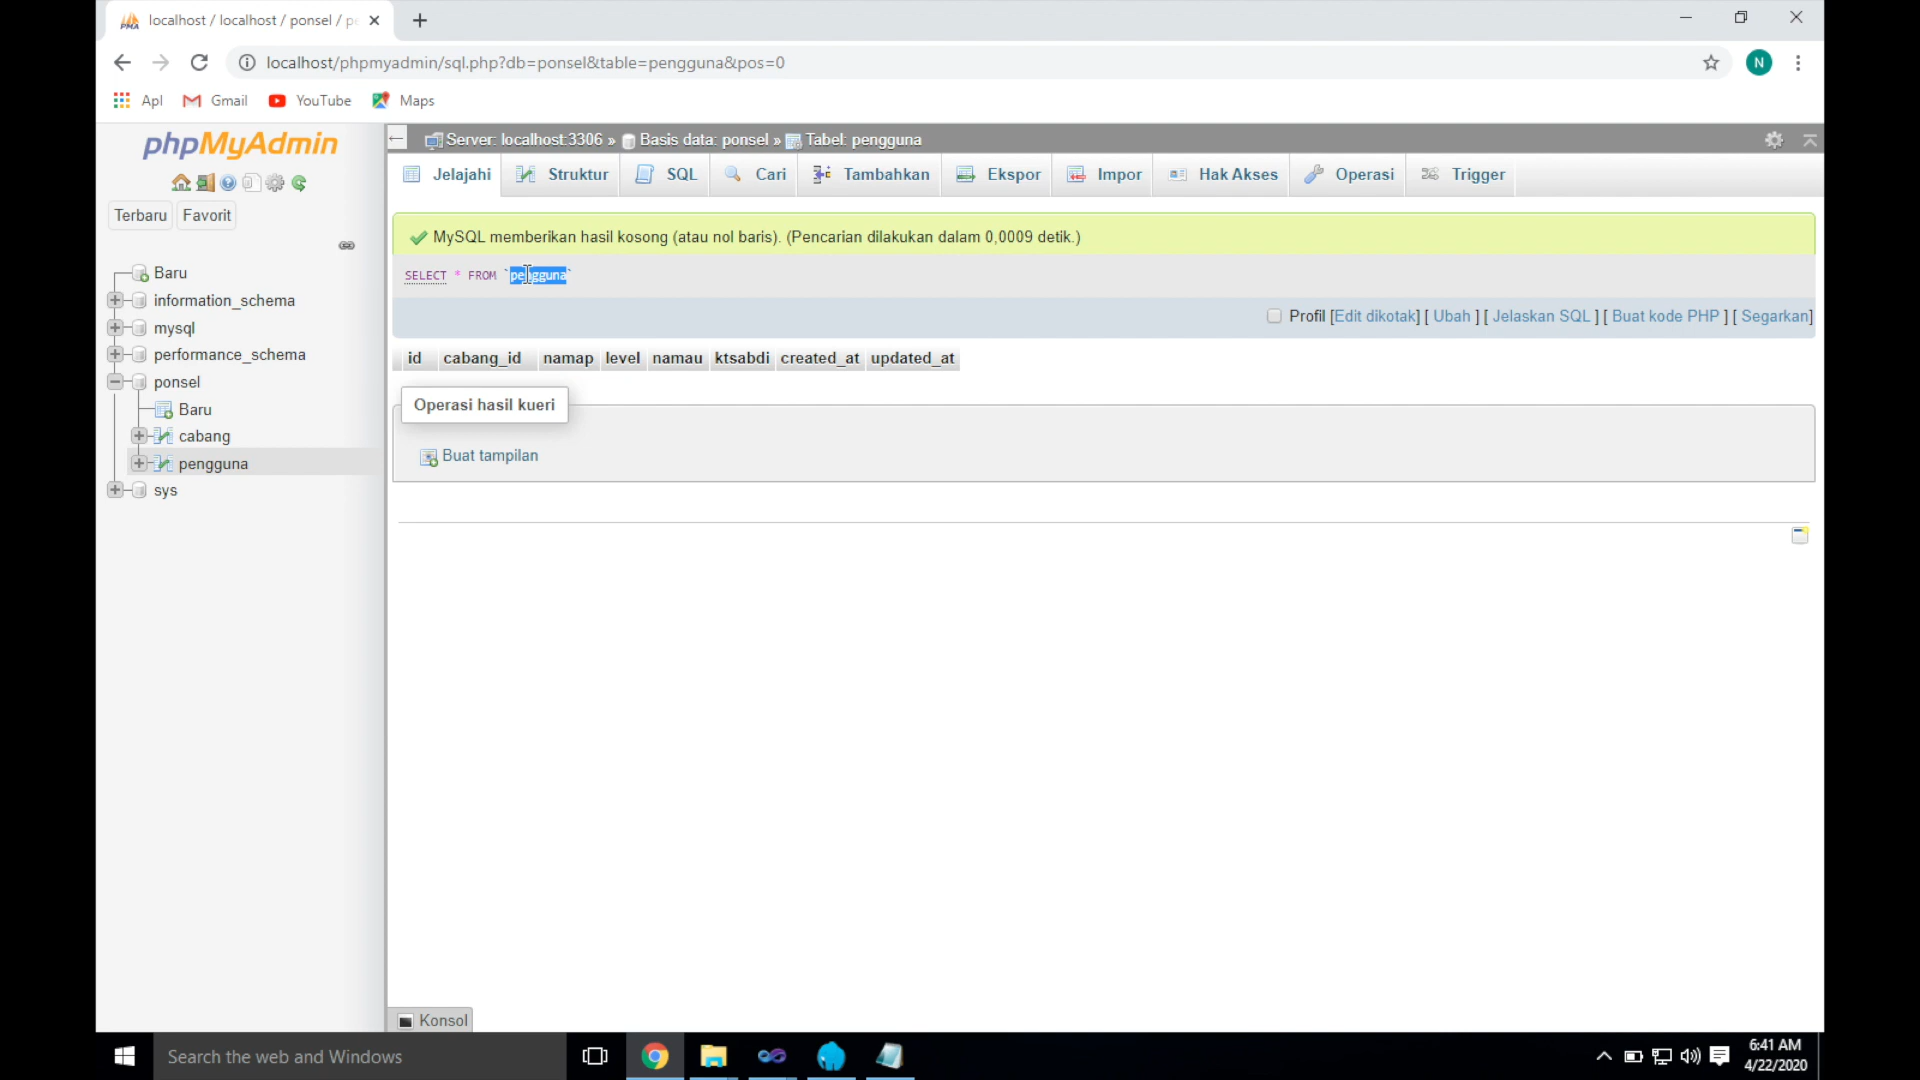 localhost / localhost / ponsel / pe
localhost/phpmyadmin/sql.php?db=ponsel&table=pengguna&pos=0
N
Apl Gmail YouTube Maps
phpMyAdmin
Terbaru Favorit
Baru
information_schema
mysql
performance_schema
ponsel
Baru
cabang
pengguna
sys
Server: localhost:3306 » Basis data: ponsel » Tabel: pengguna
Jelajahi Struktur SQL Cari Tambahkan Ekspor Impor Hak Akses Operasi Trigger
MySQL memberikan hasil kosong (atau nol baris). (Pencarian dilakukan dalam 0,0009 detik.)
SELECT * FROM `pengguna`
Profil [Edit dikotak] [ Ubah ] [ Jelaskan SQL ] [ Buat kode PHP ] [ Segarkan]
id cabang_id namap level namau ktsabdi created_at updated_at
Operasi hasil kueri
Buat tampilan
Konsol
Search the web and Windows
6:41 AM
4/22/2020